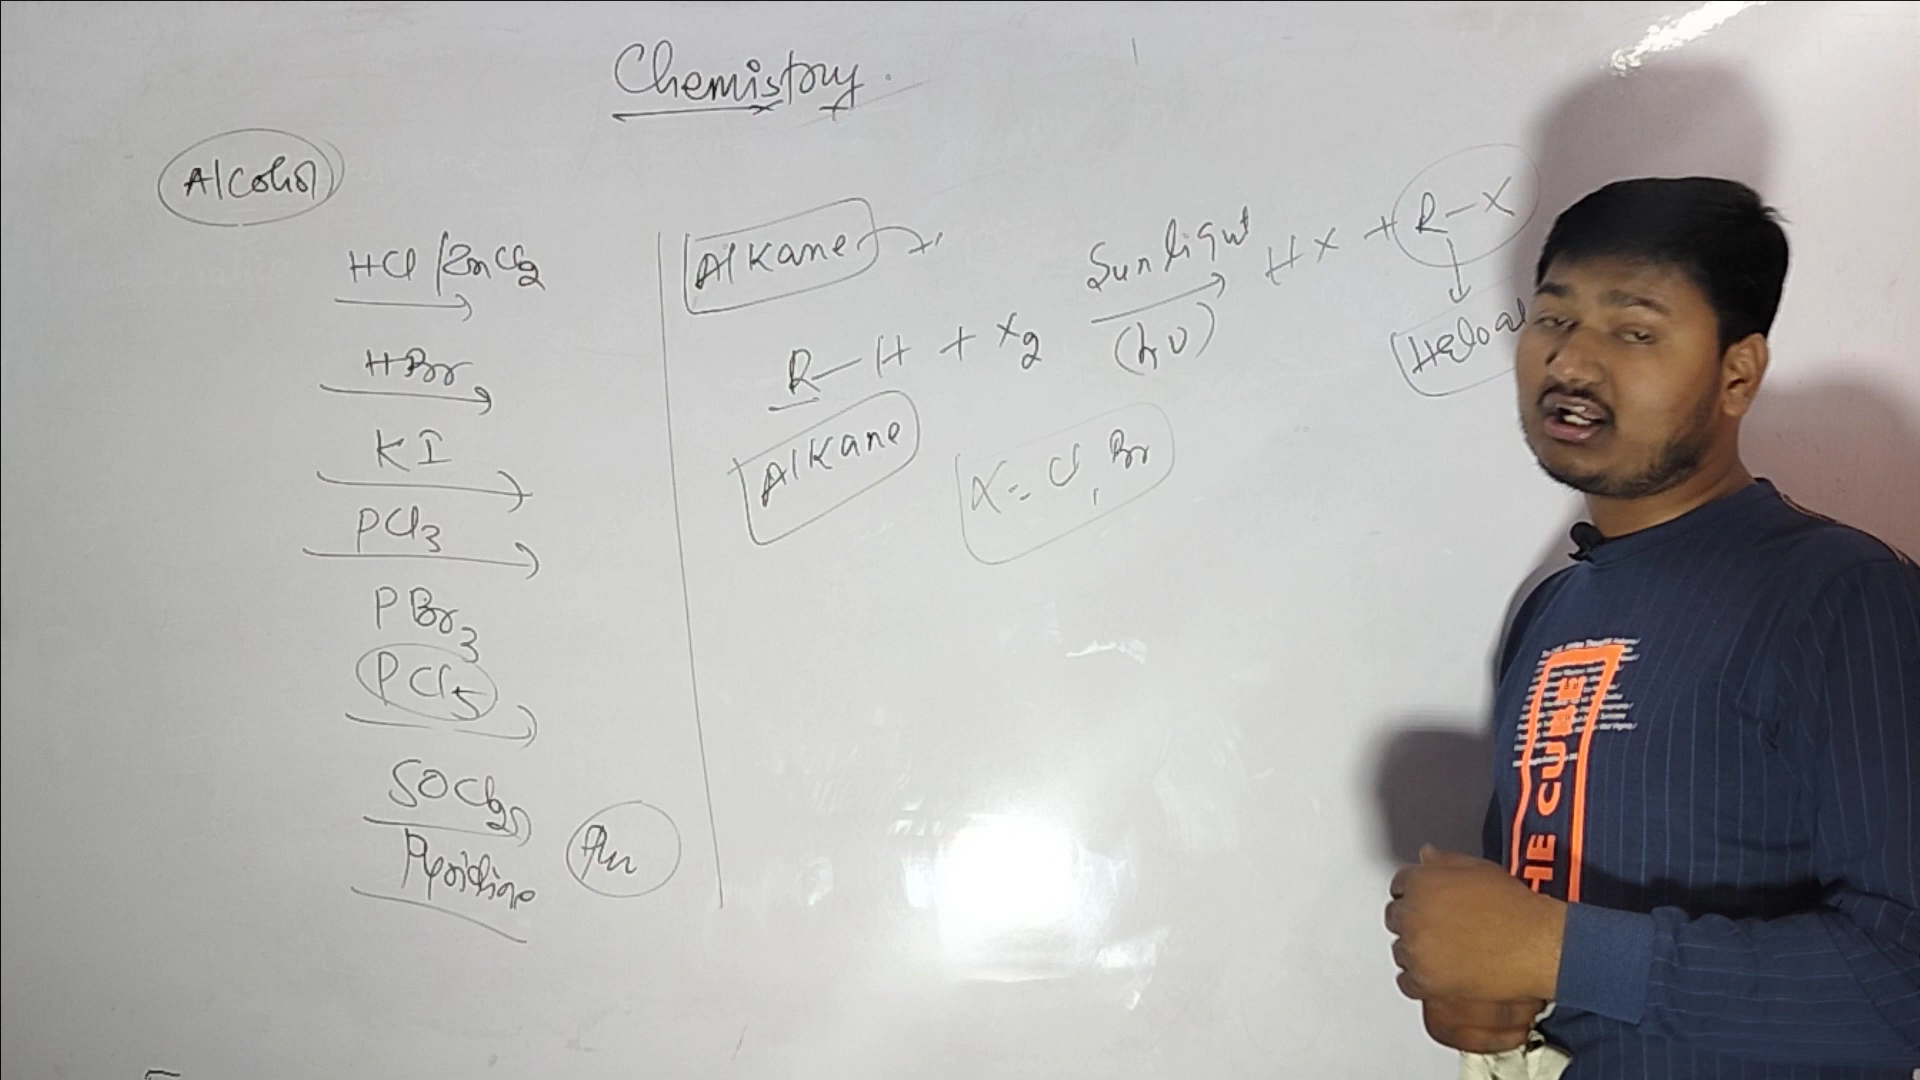 Chemistry
Alcohol
HCl/ZnCl2
HBr
KI
PCl3
PBr3
PCl5
SOCl2
Pyridine
Alkane
R-H + X2 Sunlight (hν) HX + R-X
Alkane
X = Cl, Br
Haloal
THE CUBE